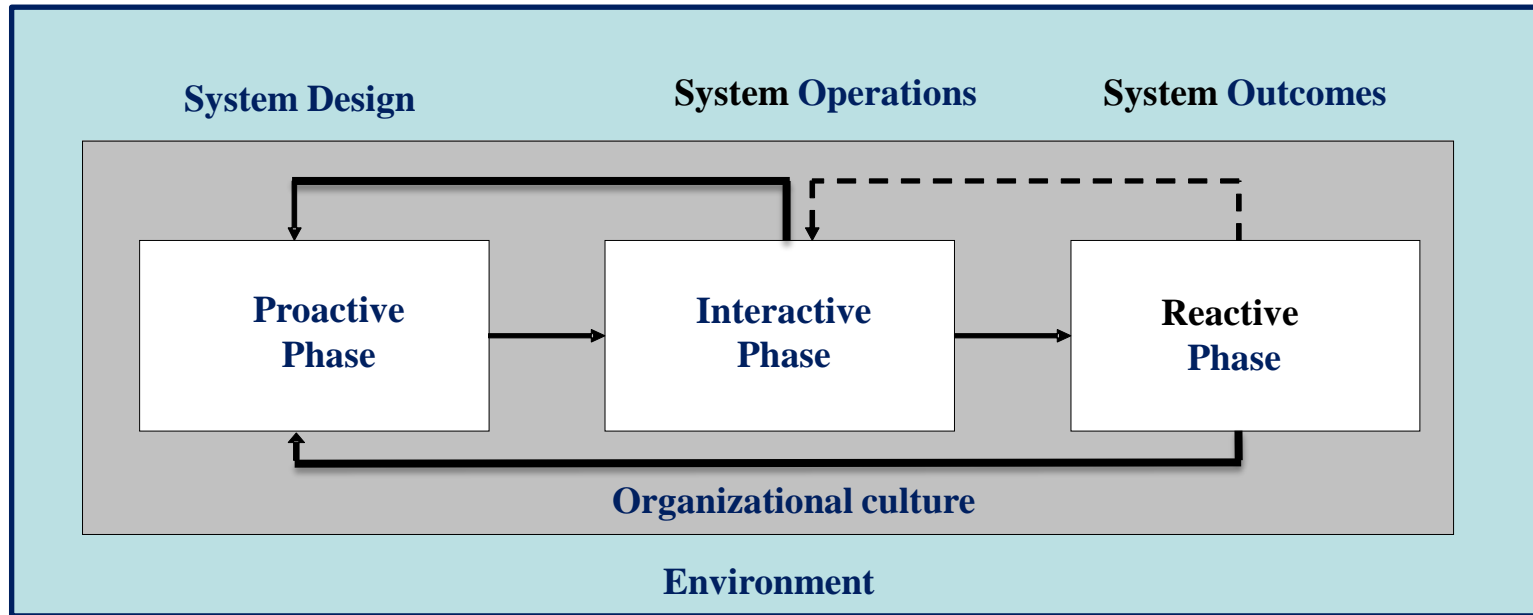 System Design
System Operations
System Outcomes
Proactive
Phase
Interactive
Phase
Reactive
Phase
Organizational culture
Environment